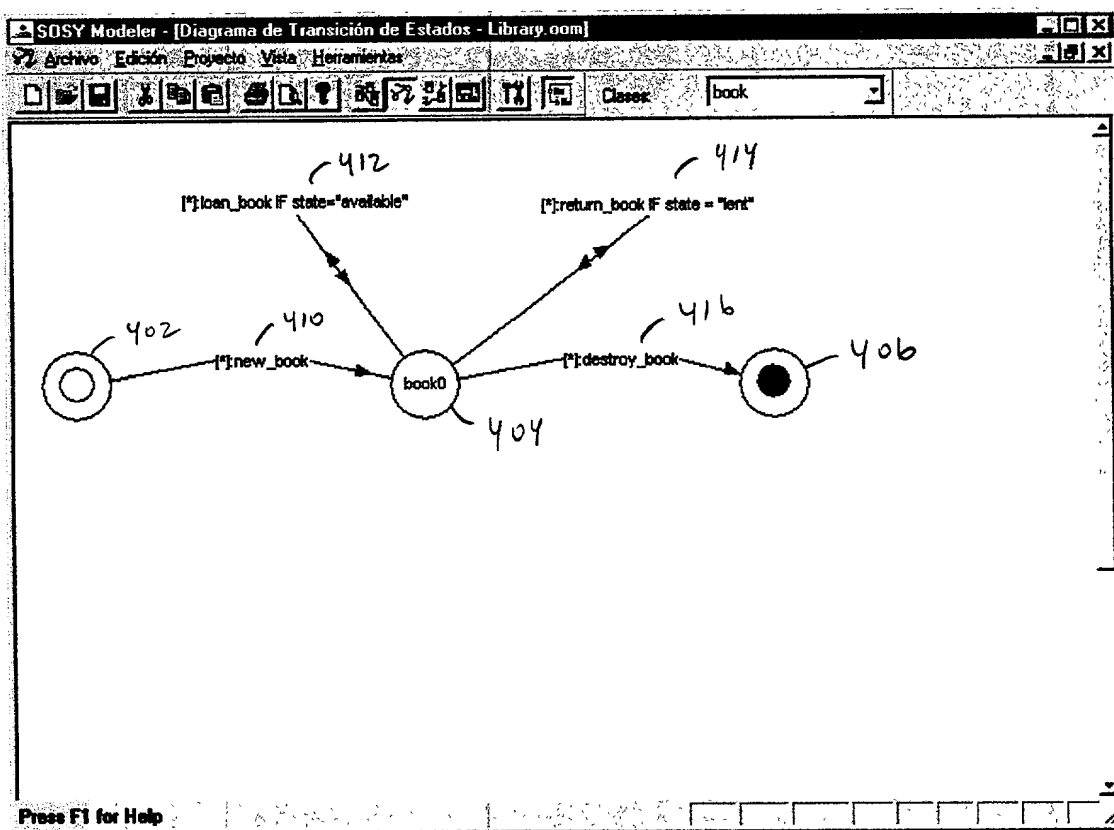 SOSY Modeler - [Diagrama de Transición de Estados - Library.oom]
Archivo Edición Proyecto Vista Herramientas
Clases: book
412
414
[*]:loan_book IF state="available"
[*]:return_book IF state = "lent"
402
410
416
406
[*]:new_book
book0
[*]:destroy_book
404
Press F1 for Help